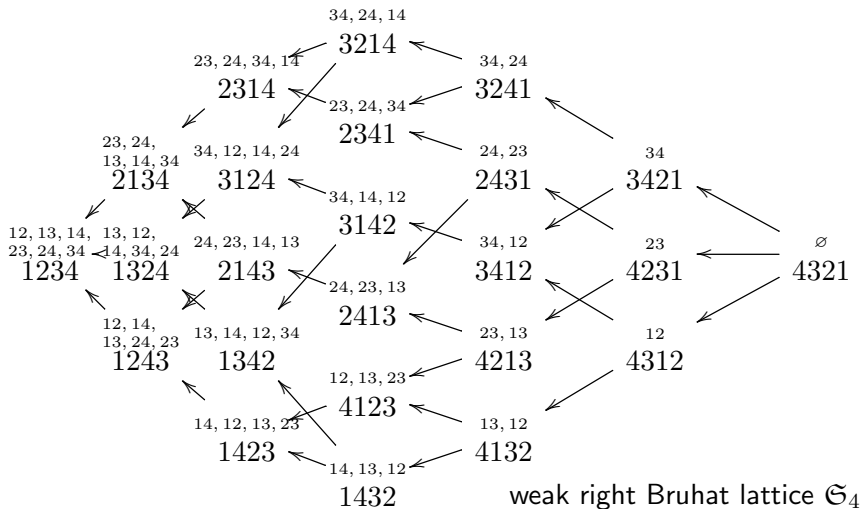 34, 24, 14
3214
23, 24, 34, 14
2314
34, 24
3241
23, 24, 34
2341
23, 24,
13, 14, 34
2134
34, 12, 14, 24
3124
24, 23
2431
34
3421
34, 14, 12
3142
12, 13, 14,
23, 24, 34
1234
13, 12,
14, 34, 24
1324
24, 23, 14, 13
2143
34, 12
3412
23
4231
∅
4321
24, 23, 13
2413
12, 14,
13, 24, 23
1243
13, 14, 12, 34
1342
23, 13
4213
12
4312
12, 13, 23
4123
14, 12, 13, 23
1423
13, 12
4132
14, 13, 12
1432
weak right Bruhat lattice 𝔖4